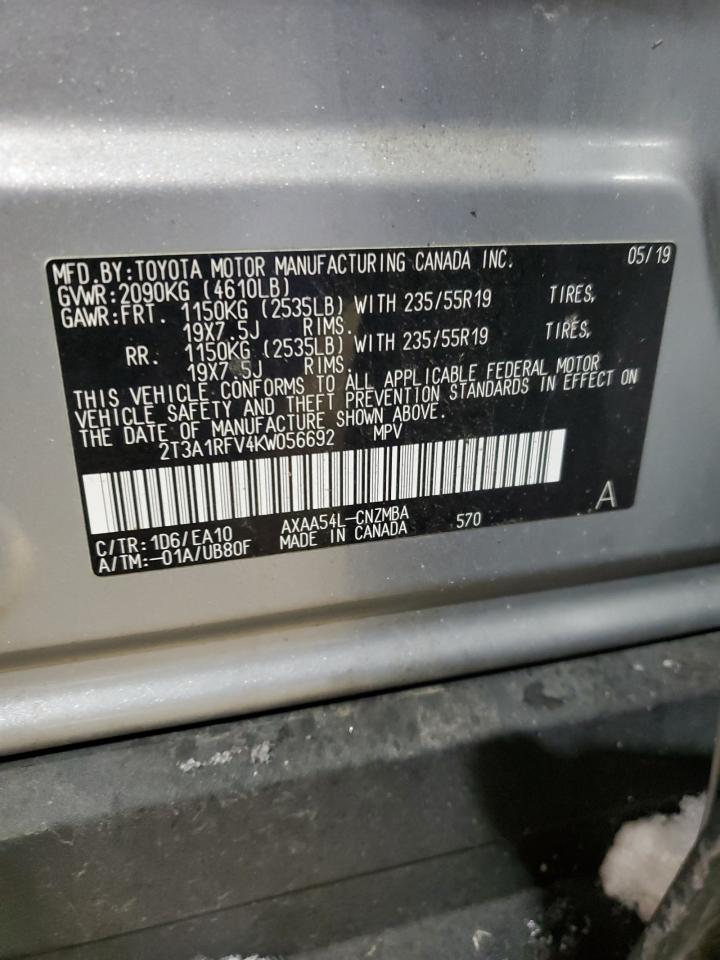 MFD.BY:TOYOTA MOTOR MANUFACTURING CANADA INC. 05/19
GVWR:2090KG (4610LB)
GAWR:FRT. 1150KG (2535LB) WITH 235/55R19 TIRES,
19X7.5J RIMS.
RR. 1150KG (2535LB) WITH 235/55R19 TIRES,
19X7.5J RIMS.
THIS VEHICLE CONFORMS TO ALL APPLICABLE FEDERAL MOTOR
VEHICLE SAFETY AND THEFT PREVENTION STANDARDS IN EFFECT ON
THE DATE OF MANUFACTURE SHOWN ABOVE.
2T3A1RFV4KW056692 MPV
C/TR:1D6/EA10 AXAA54L-CNZMBA 570 A
A/TM:-01A/UB80F MADE IN CANADA